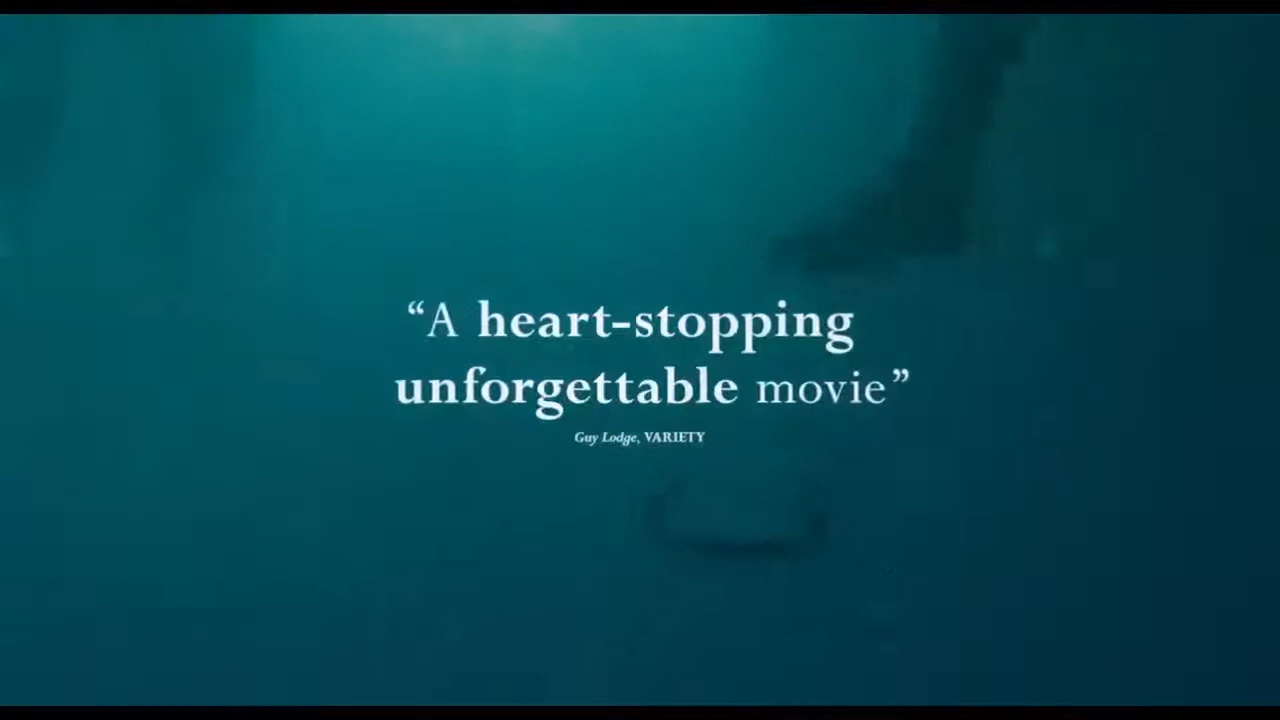 “A heart-stopping
unforgettable movie”
Guy Lodge, VARIETY